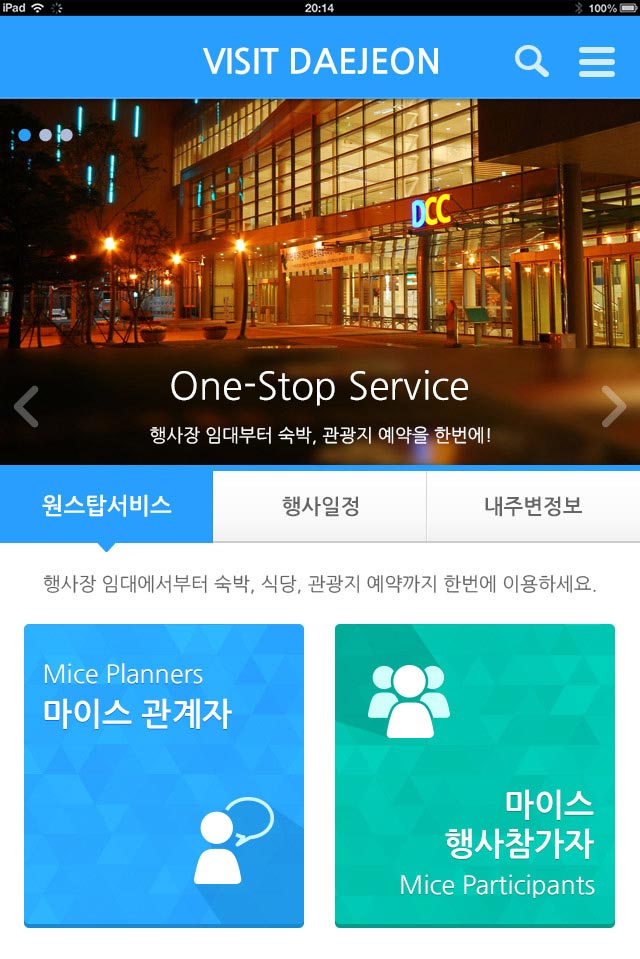 iPad
20:14
100%
VISIT DAEJEON
DCC
One-Stop Service
행사장 임대부터 숙박, 관광지 예약을 한번에!
원스탑서비스
행사일정
내주변정보
행사장 임대에서부터 숙박, 식당, 관광지 예약까지 한번에 이용하세요.
Mice Planners
마이스 관계자
마이스
행사참가자
Mice Participants